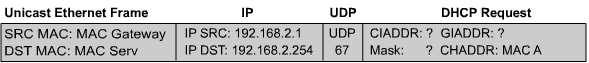 Unicast Ethernet Frame IP UDP DHCP Request
SRC MAC: MAC Gateway IP SRC: 192.168.2.1 UDP CIADDR: ? GIADDR: ?
DST MAC: MAC Serv IP DST: 192.168.2.254 67 Mask: ? CHADDR: MAC A